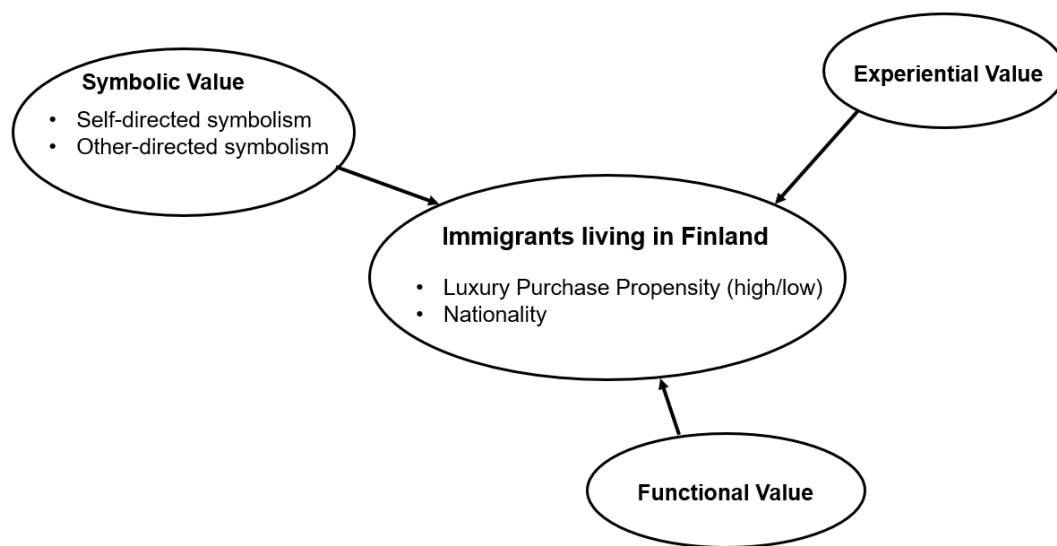 Symbolic Value
• Self-directed symbolism
• Other-directed symbolism
Experiential Value
Immigrants living in Finland
• Luxury Purchase Propensity (high/low)
• Nationality
Functional Value